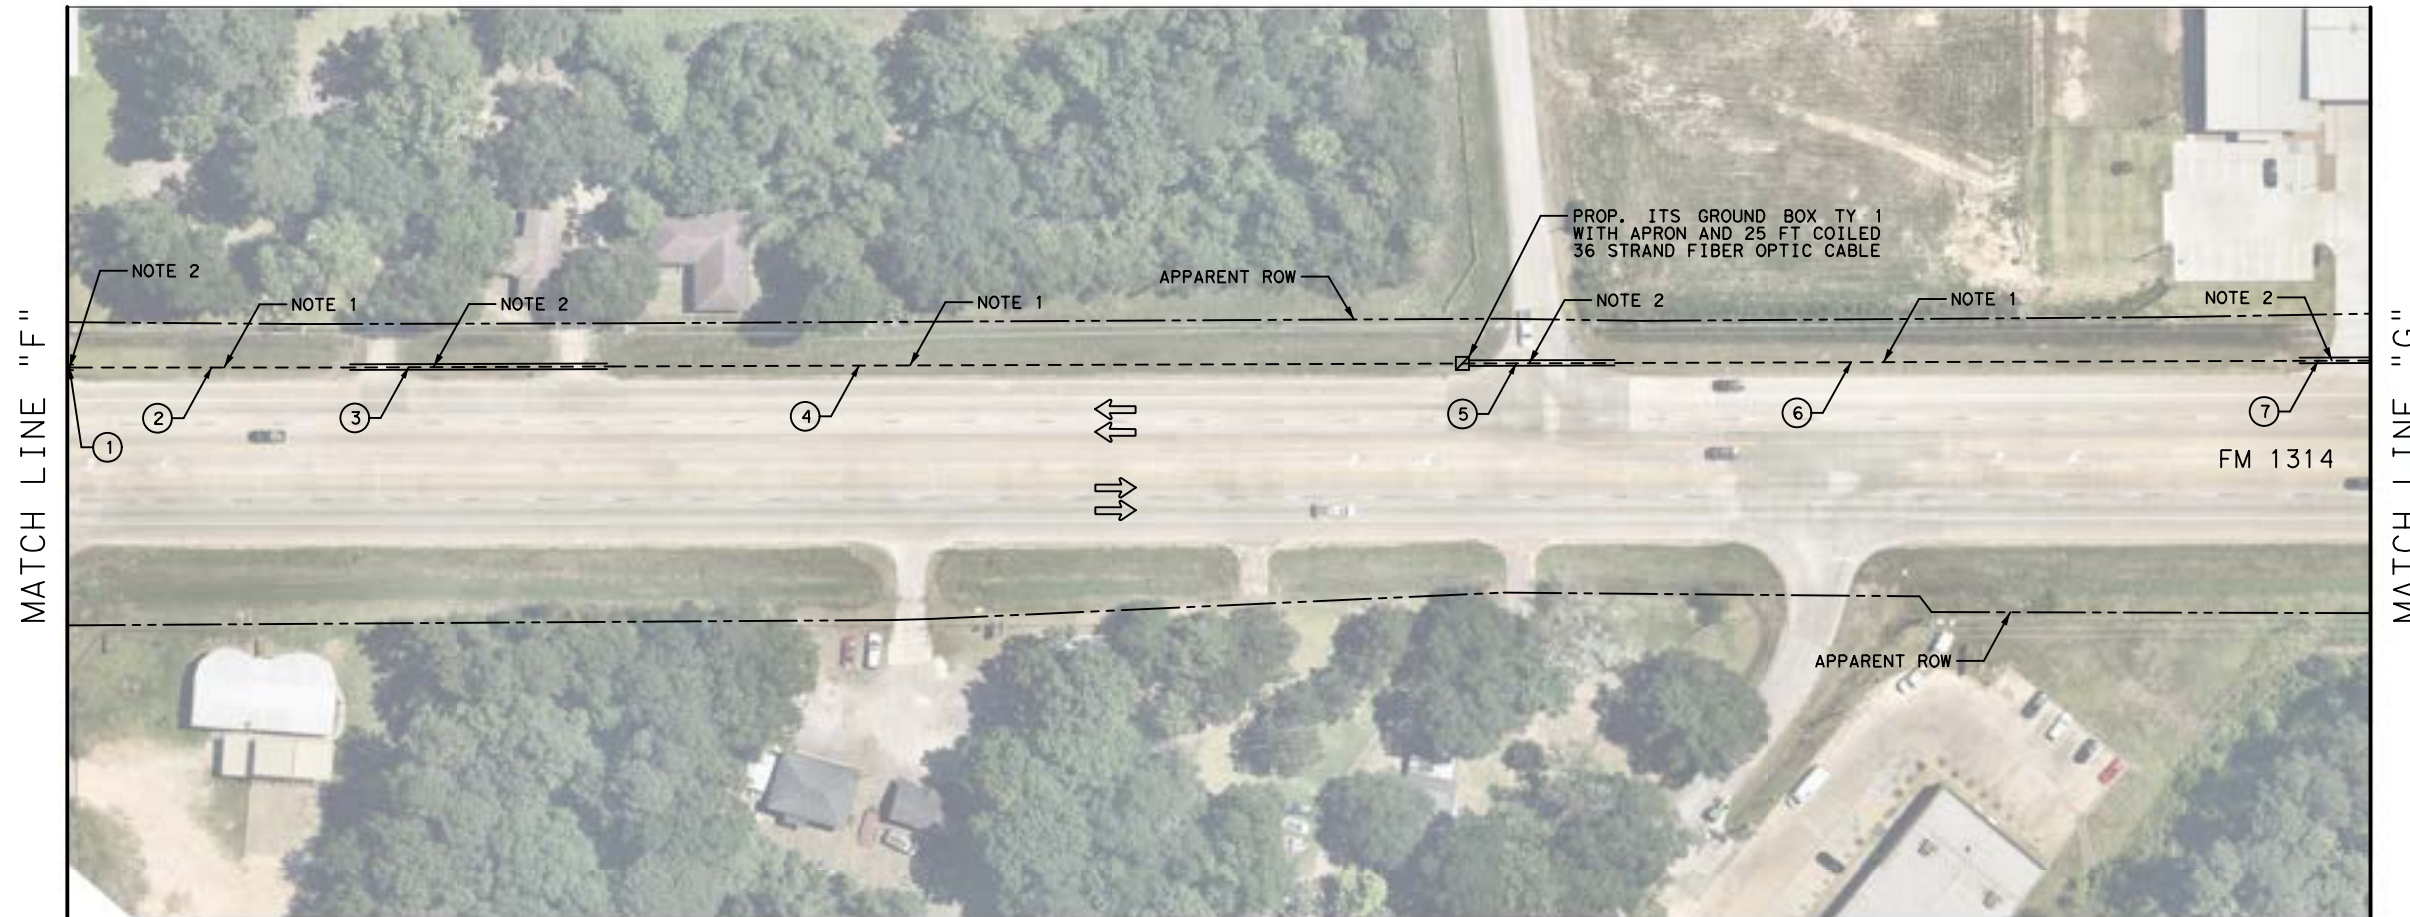 PROP. ITS GROUND BOX TY 1
WITH APRON AND 25 FT COILED
36 STRAND FIBER OPTIC CABLE
NOTE 2
APPARENT ROW
NOTE 1
NOTE 2
NOTE 1
NOTE 2
NOTE 1
NOTE 2
MATCH LINE "F"
MATCH LINE "G"
1
2
3
4
5
6
7
FM 1314
APPARENT ROW